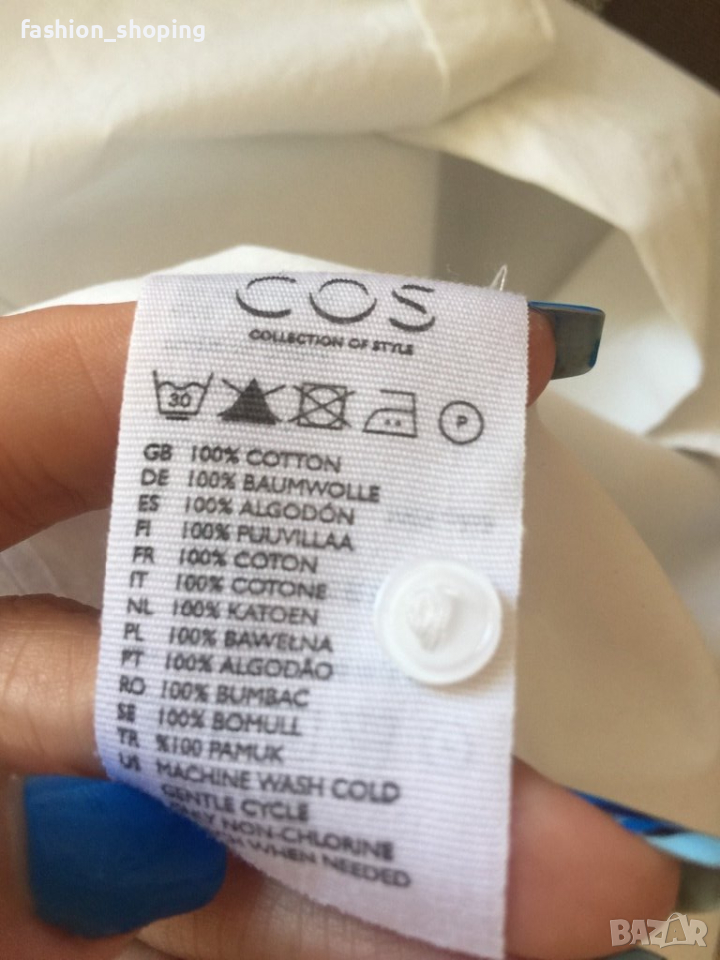 fashion_shoping
COS
COLLECTION OF STYLE
30
P
GB 100% COTTON
DE 100% BAUMWOLLE
ES 100% ALGODÓN
FI 100% PUUVILLAA
FR 100% COTON
IT 100% COTONE
NL 100% KATOEN
PL 100% BAWEŁNA
PT 100% ALGODÃO
RO 100% BUMBAC
SE 100% BOMULL
TR %100 PAMUK
US MACHINE WASH COLD
GENTLE CYCLE
NON-CHLORINE
WHEN NEEDED
BAZAR